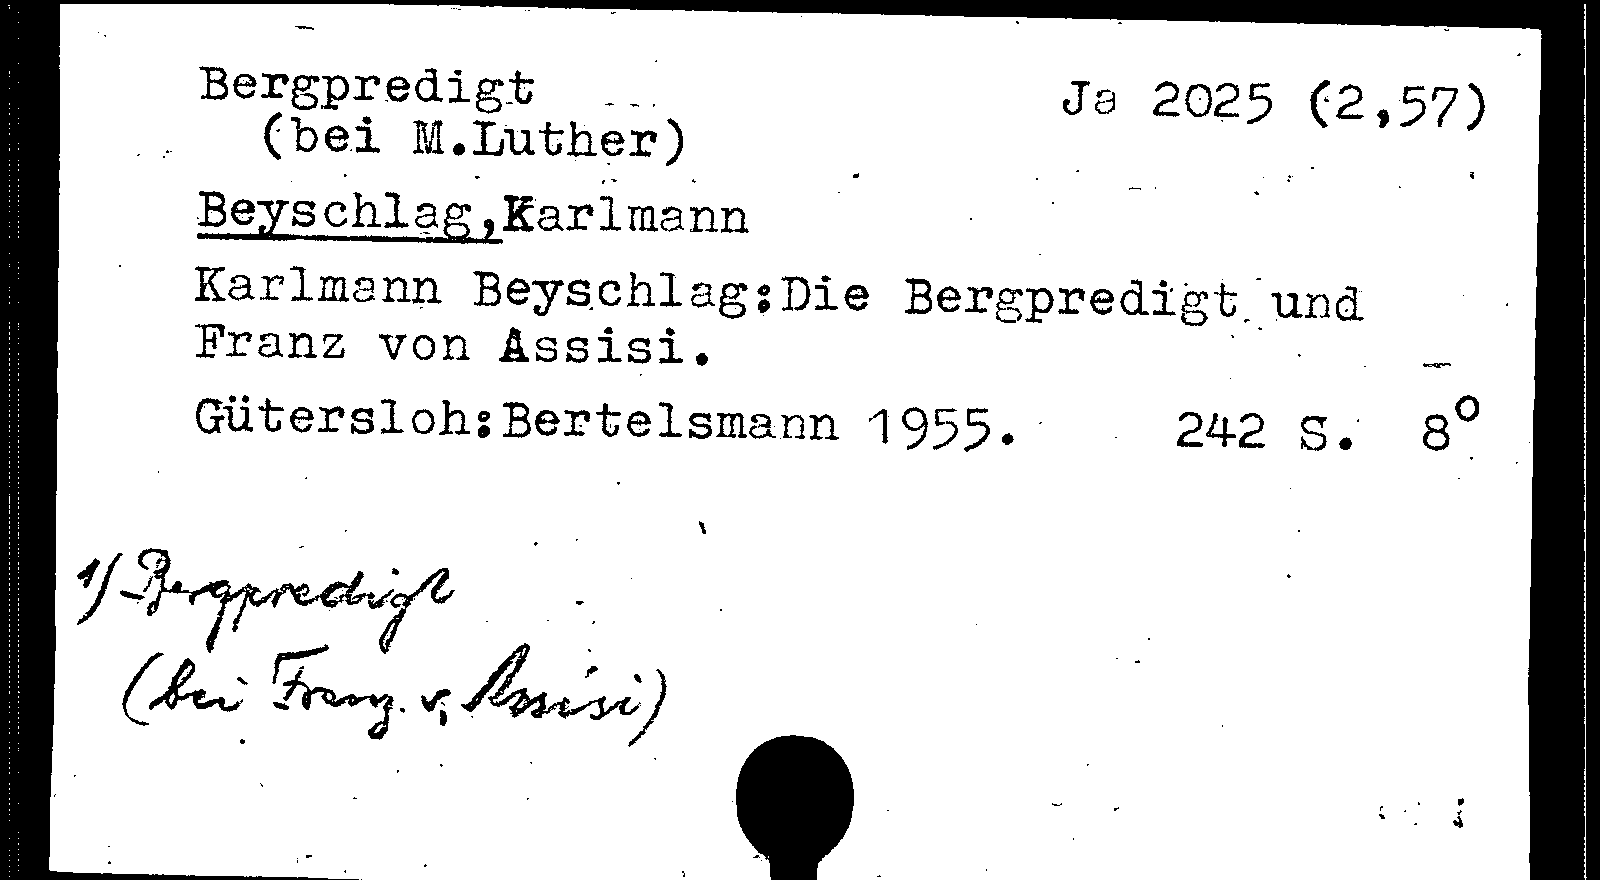 Bergpredigt Ja 2025 (2,57)
(bei M.Luther)
Beyschlag,Karlmann
Karlmann Beyschlag:Die Bergpredigt und
Franz von Assisi.
Gütersloh:Bertelsmann 1955. 242 S. 8°
1) Bergpredigt
(bei Franz. v. Assisi)